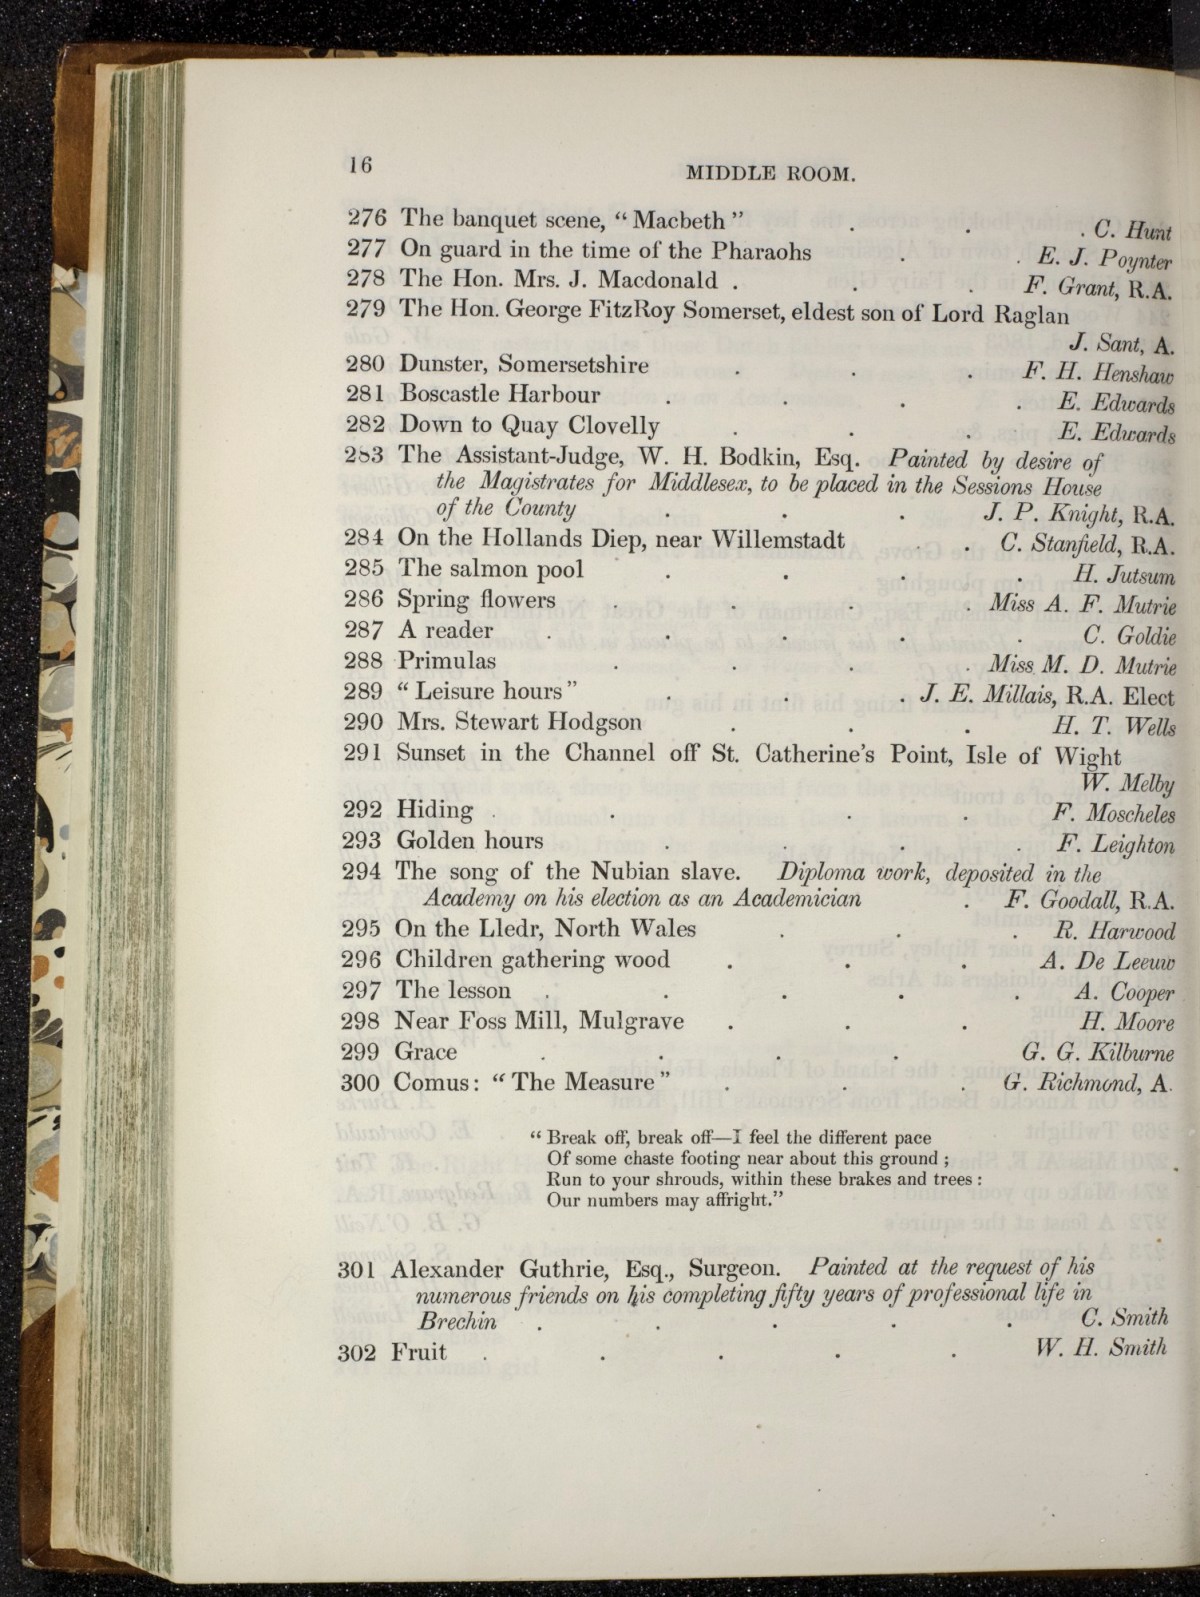 16
MIDDLE ROOM.
276 The banquet scene, “Macbeth” . . . C. Hunt
277 On guard in the time of the Pharaohs . . E. J. Poynter
278 The Hon. Mrs. J. Macdonald . . . F. Grant, R.A.
279 The Hon. George FitzRoy Somerset, eldest son of Lord Raglan
J. Sant, A.
280 Dunster, Somersetshire . . . F. H. Henshaw
281 Boscastle Harbour . . . . E. Edwards
282 Down to Quay Clovelly . . . E. Edwards
283 The Assistant-Judge, W. H. Bodkin, Esq. Painted by desire of
the Magistrates for Middlesex, to be placed in the Sessions House
of the County . . . J. P. Knight, R.A.
284 On the Hollands Diep, near Willemstadt . . C. Stanfield, R.A.
285 The salmon pool . . . . H. Jutsum
286 Spring flowers . . . . Miss A. F. Mutrie
287 A reader . . . . . C. Goldie
288 Primulas . . . . Miss M. D. Mutrie
289 “Leisure hours” . . . J. E. Millais, R.A. Elect
290 Mrs. Stewart Hodgson . . . H. T. Wells
291 Sunset in the Channel off St. Catherine's Point, Isle of Wight
W. Melby
292 Hiding . . . . F. Moscheles
293 Golden hours . . . . F. Leighton
294 The song of the Nubian slave. Diploma work, deposited in the
Academy on his election as an Academician . F. Goodall, R.A.
295 On the Lledr, North Wales . . . R. Harwood
296 Children gathering wood . . . A. De Leeuw
297 The lesson . . . . . A. Cooper
298 Near Foss Mill, Mulgrave . . . H. Moore
299 Grace . . . . G. G. Kilburne
300 Comus: “The Measure” . . . G. Richmond, A.
“Break off, break off—I feel the different pace
Of some chaste footing near about this ground;
Run to your shrouds, within these brakes and trees:
Our numbers may affright.”
301 Alexander Guthrie, Esq., Surgeon. Painted at the request of his
numerous friends on his completing fifty years of professional life in
Brechin . . . . . C. Smith
302 Fruit . . . . . W. H. Smith